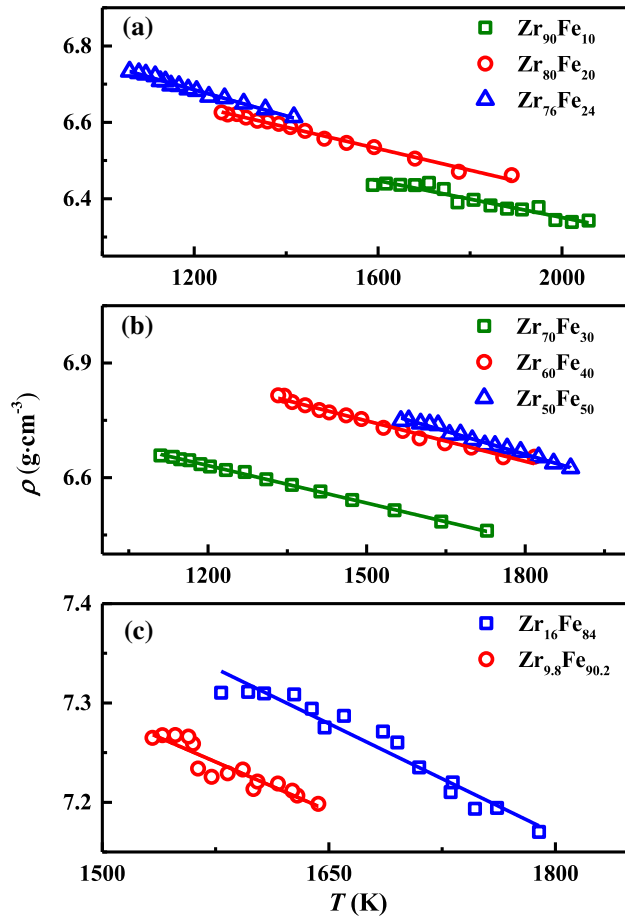 (a)
Zr₉₀Fe₁₀
Zr₈₀Fe₂₀
Zr₇₆Fe₂₄
6.8
6.6
6.4
1200 1600 2000
(b)
Zr₇₀Fe₃₀
Zr₆₀Fe₄₀
Zr₅₀Fe₅₀
6.9
6.6
1200 1500 1800
ρ (g·cm⁻³)
(c)
Zr₁₆Fe₈₄
Zr₉.₈Fe₉₀.₂
7.4
7.3
7.2
1500 1650 1800
T (K)